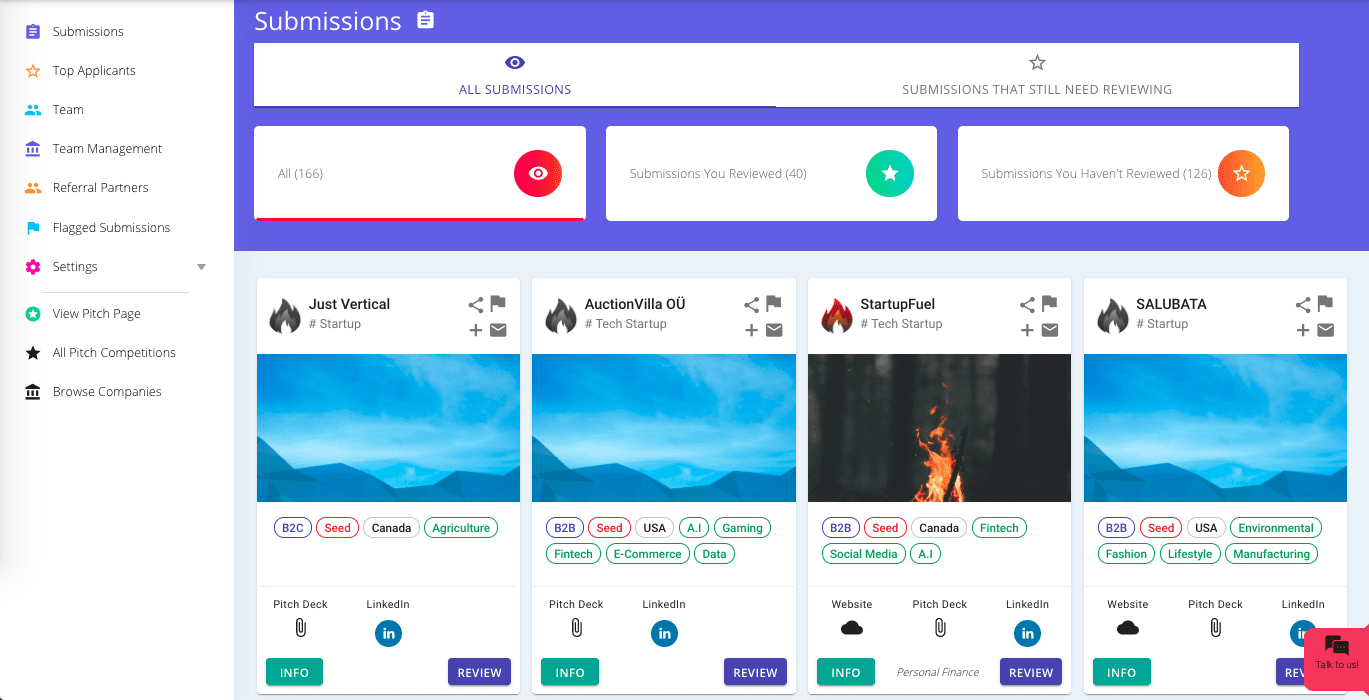 Submissions
Top Applicants
Team
Team Management
Referral Partners
Flagged Submissions
Settings
View Pitch Page
All Pitch Competitions
Browse Companies
Submissions
ALL SUBMISSIONS
SUBMISSIONS THAT STILL NEED REVIEWING
All (166)
Submissions You Reviewed (40)
Submissions You Haven't Reviewed (126)
Just Vertical
# Startup
B2C Seed Canada Agriculture
Pitch Deck LinkedIn
in
INFO REVIEW
AuctionVilla OÜ
# Tech Startup
B2B Seed USA A.I Gaming
Fintech E-Commerce Data
Pitch Deck LinkedIn
in
INFO REVIEW
StartupFuel
# Tech Startup
B2B Seed Canada Fintech
Social Media A.I
Website Pitch Deck LinkedIn
in
INFO Personal Finance REVIEW
SALUBATA
# Startup
B2B Seed USA Environmental
Fashion Lifestyle Manufacturing
Website Pitch Deck LinkedIn
INFO
Talk to us!